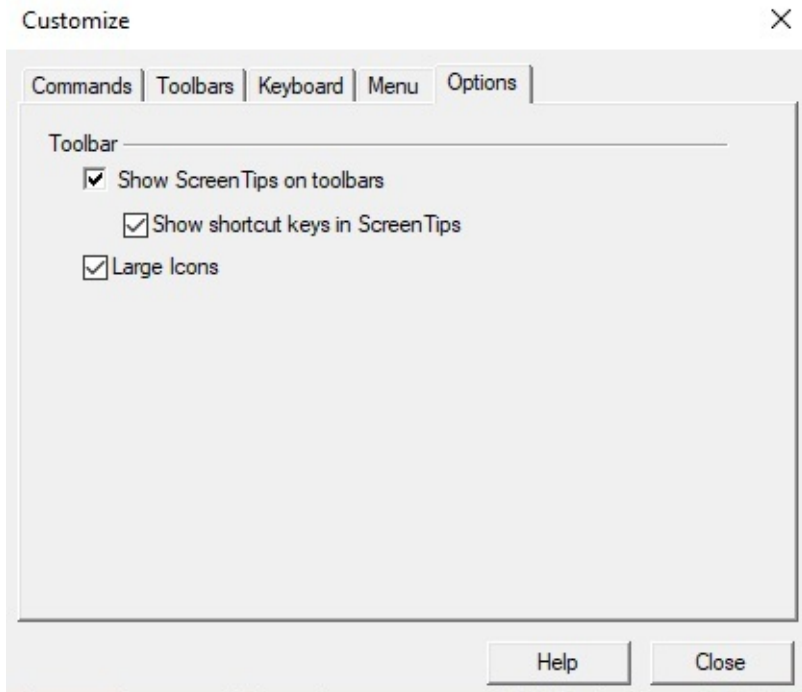 Customize
Commands Toolbars Keyboard Menu Options
Toolbar
Show ScreenTips on toolbars
Show shortcut keys in ScreenTips
Large Icons
Help Close